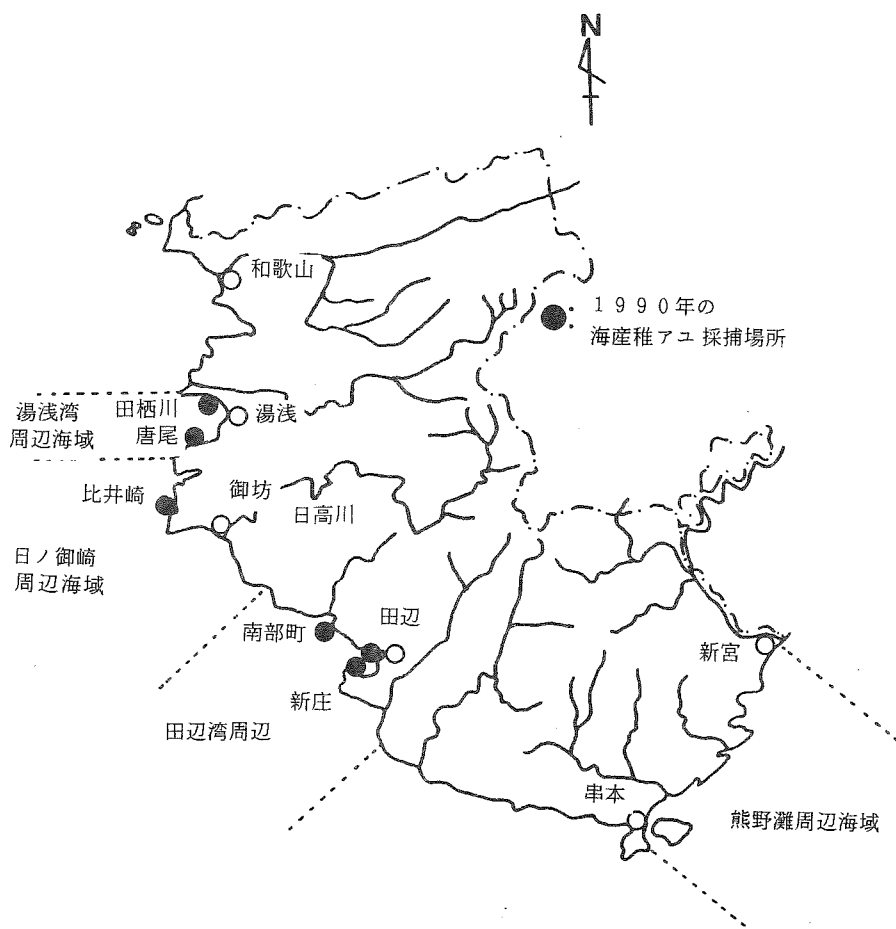 N
和歌山
1990年の
海産稚アユ採捕場所
湯浅湾
周辺海域
田栖川
唐尾
湯浅
比井崎
御坊
日高川
日ノ御崎
周辺海域
南部町
田辺
新庄
田辺湾周辺
新宮
串本
熊野灘周辺海域